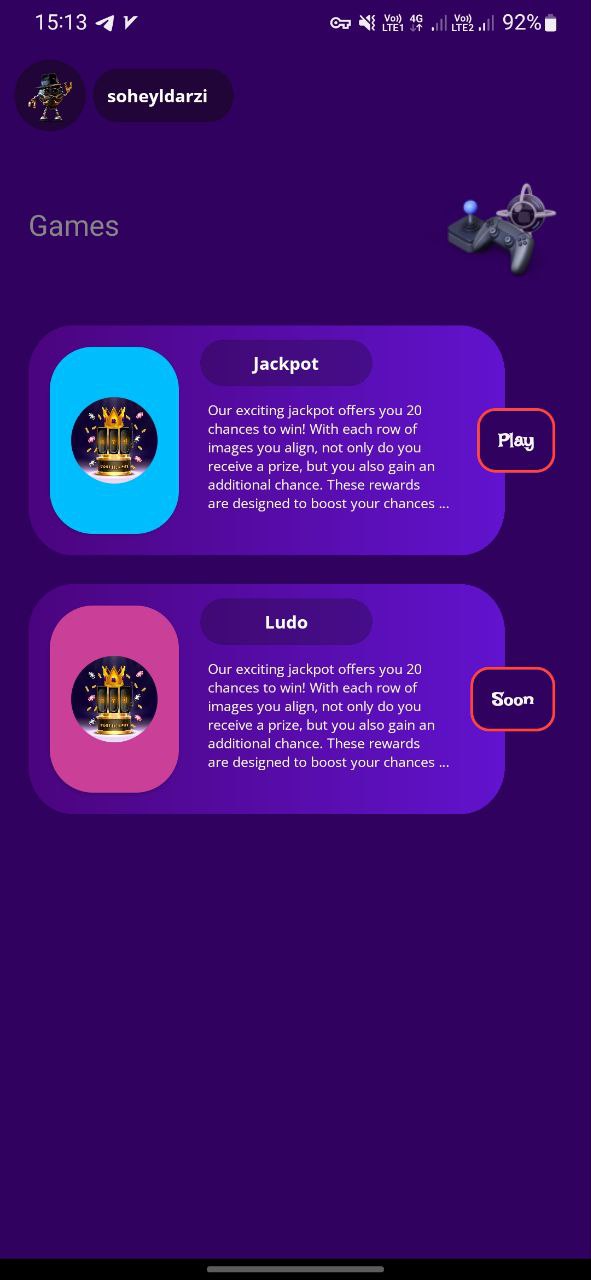 15:13
Vo)) LTE1 4G Vo)) LTE2 92%
soheyldarzi
Games
Jackpot
Our exciting jackpot offers you 20
chances to win! With each row of
images you align, not only do you
receive a prize, but you also gain an
additional chance. These rewards
are designed to boost your chances ...
Play
Ludo
Our exciting jackpot offers you 20
chances to win! With each row of
images you align, not only do you
receive a prize, but you also gain an
additional chance. These rewards
are designed to boost your chances ...
Soon